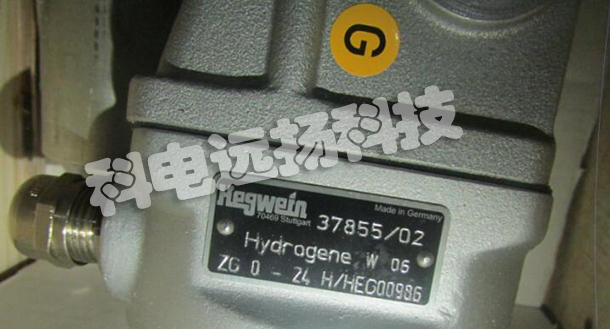 G
科电远扬科技
Hegwein
Made in Germany
70469 Stuttgart
37855/02
Hydrogene W 06
ZG 0 - Z4 H/HEG00986